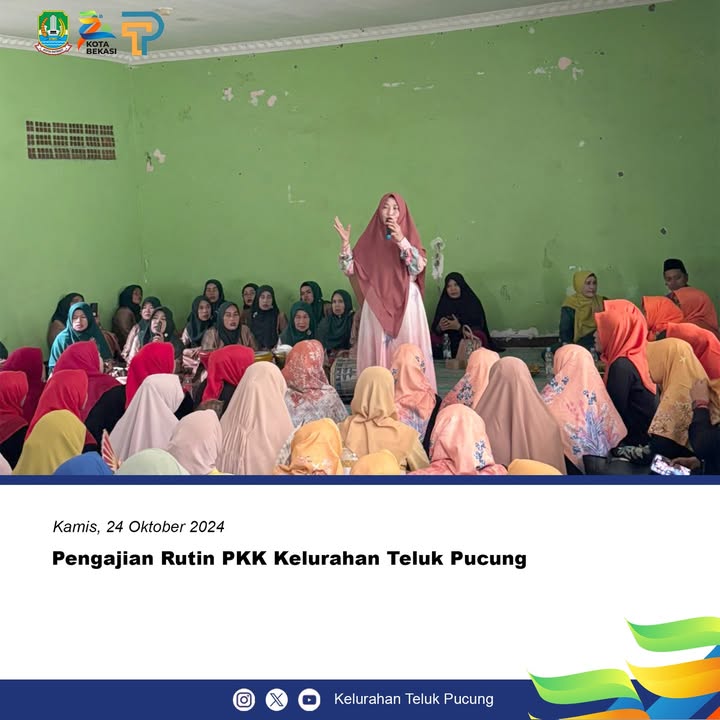 KOTA
BEKASI
Kamis, 24 Oktober 2024
Pengajian Rutin PKK Kelurahan Teluk Pucung
Kelurahan Teluk Pucung